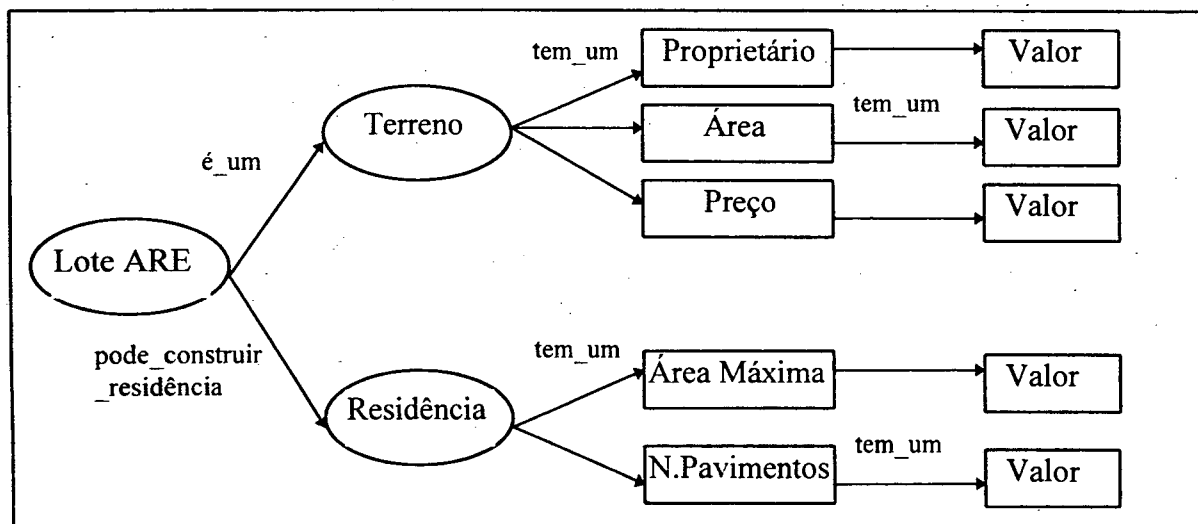 tem_um
Proprietário
Valor
Terreno
Área
tem_um
Valor
é_um
Preço
Valor
Lote ARE
pode_construir
_residência
tem_um
Área Máxima
Valor
Residência
N.Pavimentos
tem_um
Valor